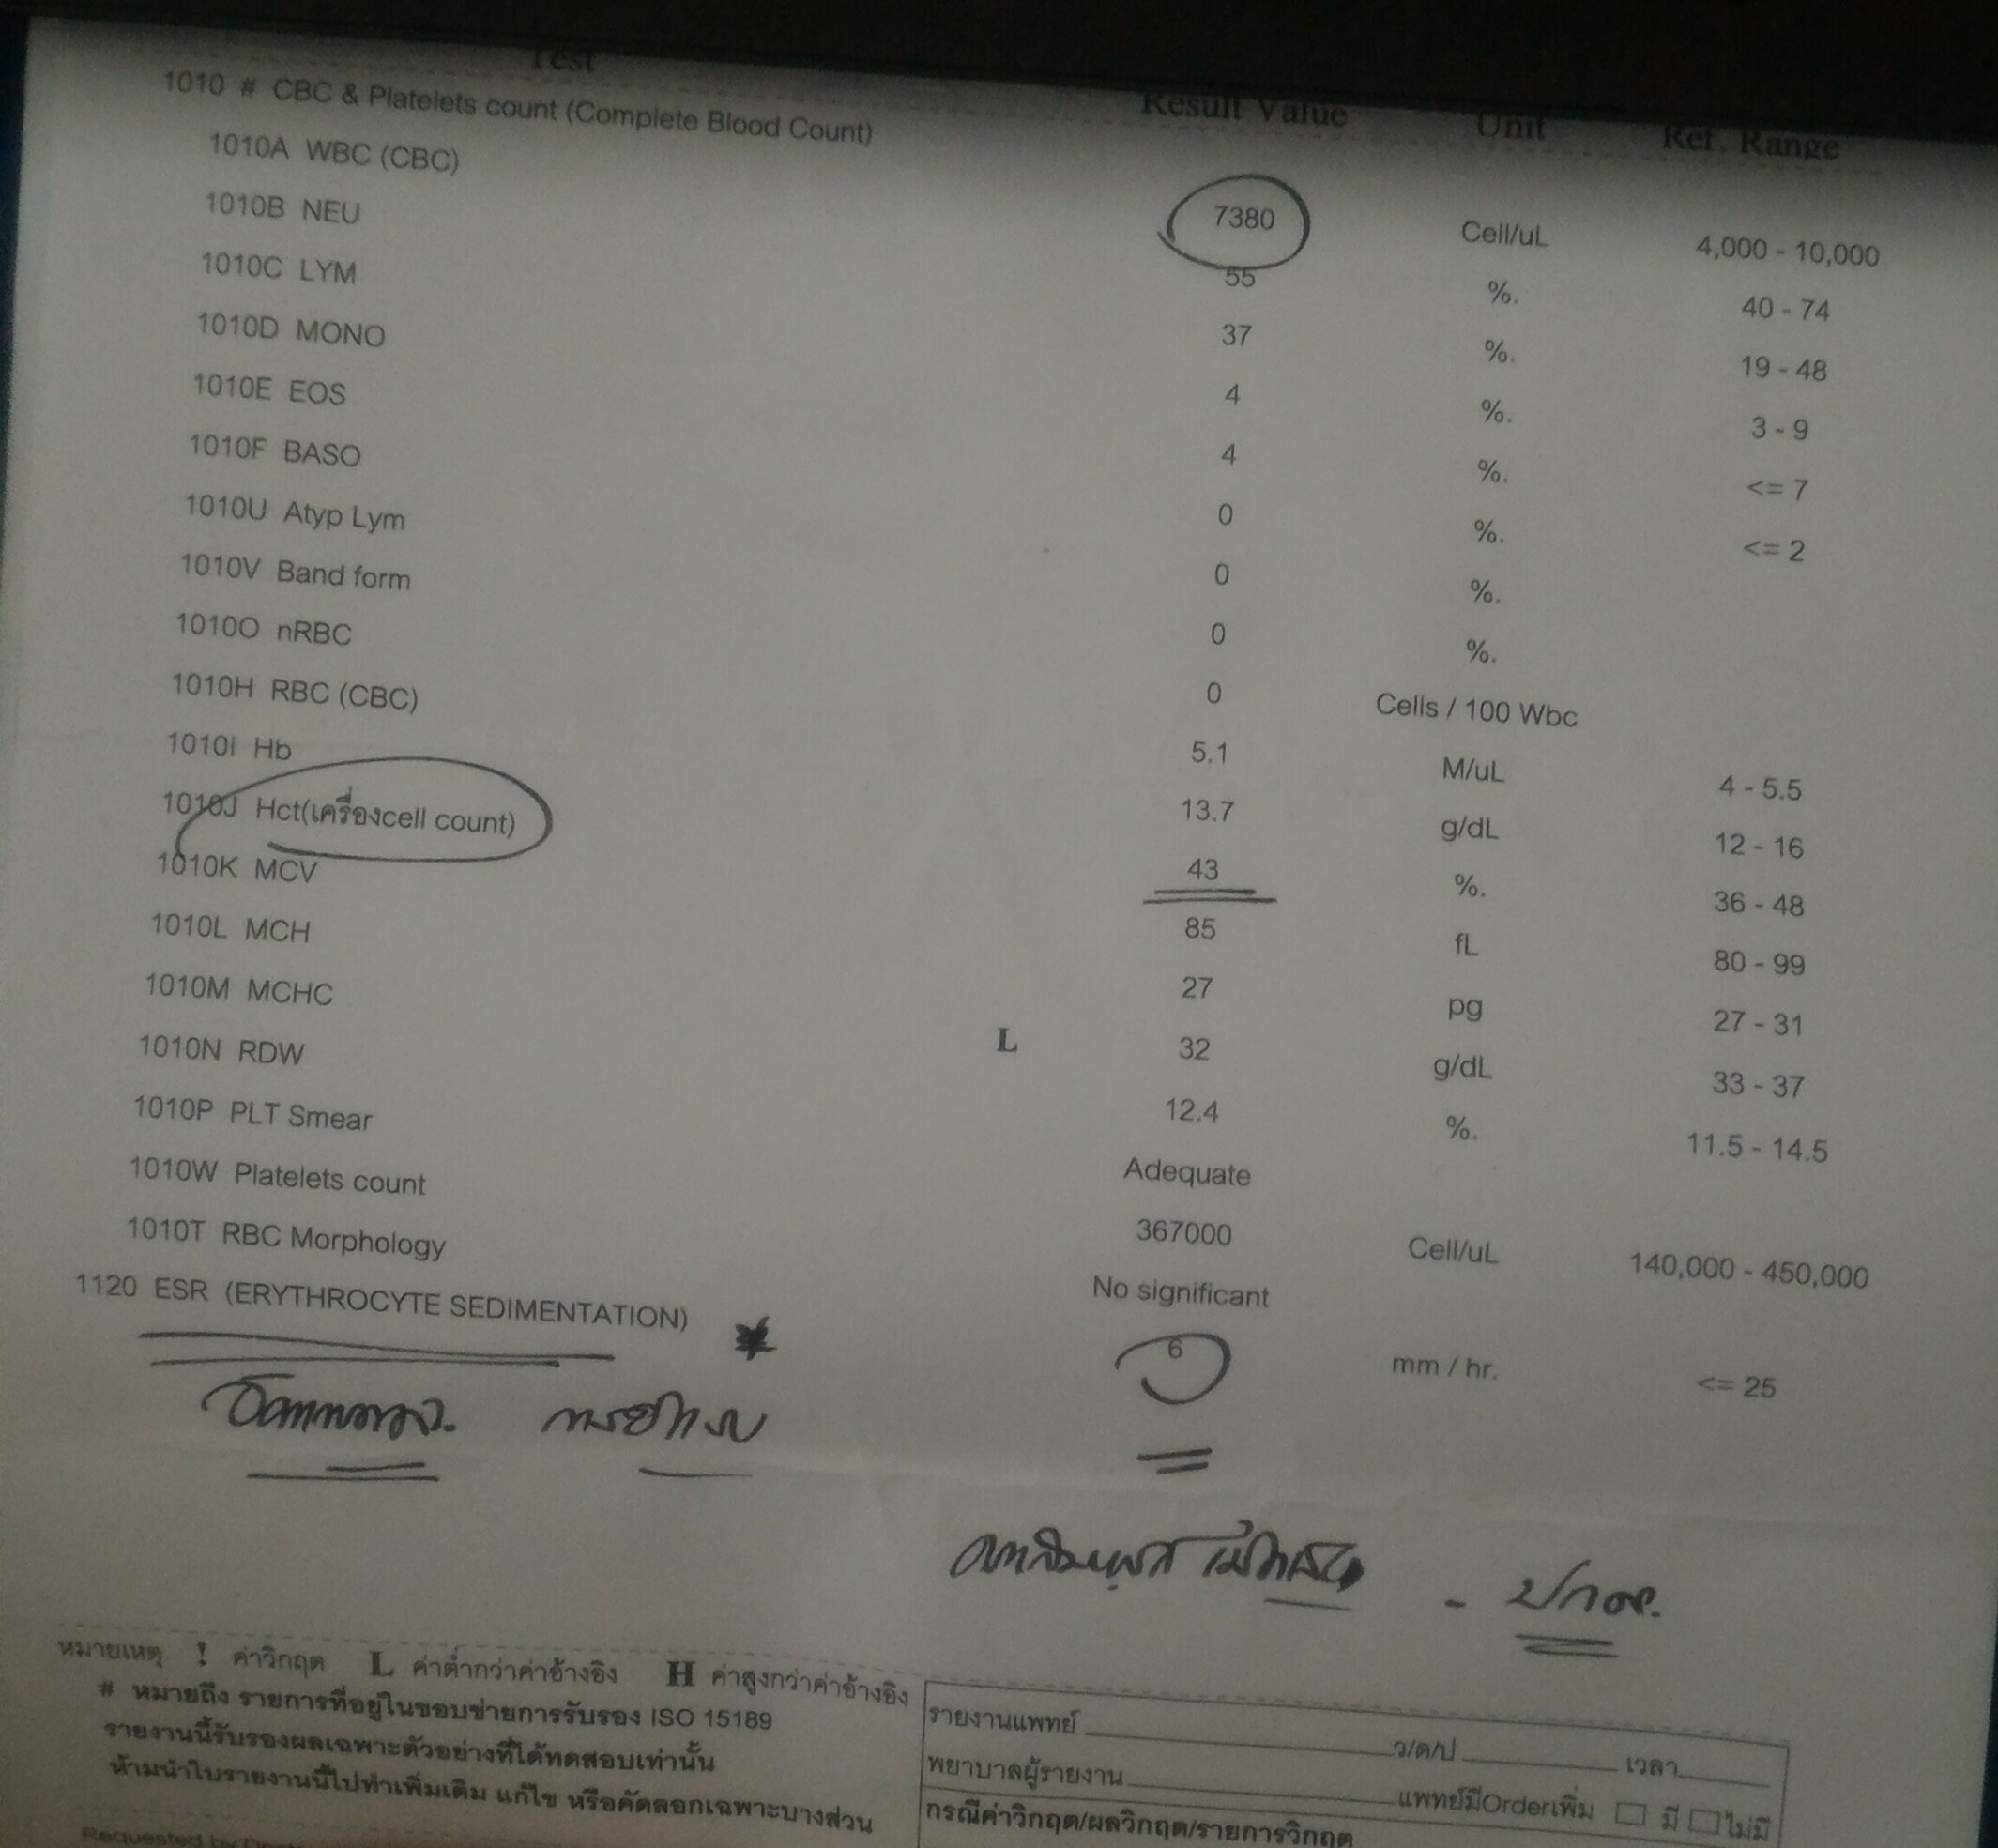 Test Result Value Unit Ref. Range
1010 # CBC & Platelets count (Complete Blood Count)
1010A WBC (CBC) 7380 Cell/uL 4,000 - 10,000
1010B NEU 55 %. 40 - 74
1010C LYM 37 %. 19 - 48
1010D MONO 4 %. 3 - 9
1010E EOS 4 %. <= 7
1010F BASO 0 %. <= 2
1010U Atyp Lym 0 %.
1010V Band form 0 %.
1010O nRBC 0 Cells / 100 Wbc
1010H RBC (CBC) 5.1 M/uL 4 - 5.5
1010I Hb 13.7 g/dL 12 - 16
1010J Hct(เครื่องcell count) 43 %. 36 - 48
1010K MCV 85 fL 80 - 99
1010L MCH 27 pg 27 - 31
1010M MCHC L 32 g/dL 33 - 37
1010N RDW 12.4 %. 11.5 - 14.5
1010P PLT Smear Adequate
1010W Platelets count 367000 Cell/uL 140,000 - 450,000
1010T RBC Morphology No significant
1120 ESR (ERYTHROCYTE SEDIMENTATION) 6 mm / hr. <= 25
การอักเสบ
- ปกติ
หมายเหตุ ! ค่าวิกฤต L ค่าต่ำกว่าค่าอ้างอิง H ค่าสูงกว่าค่าอ้างอิง
# หมายถึง รายการที่อยู่ในขอบข่ายการรับรอง ISO 15189
รายงานนี้รับรองผลเฉพาะตัวอย่างที่ได้ทดสอบเท่านั้น
ห้ามนำใบรายงานนี้ไปทำเพิ่มเติม แก้ไข หรือคัดลอกเฉพาะบางส่วน
รายงานแพทย์ ว/ด/ป เวลา
พยาบาลผู้รายงาน แพทย์มีOrderเพิ่ม มี ไม่มี
กรณีค่าวิกฤต/ผลวิกฤต/รายการวิกฤต
Requested by